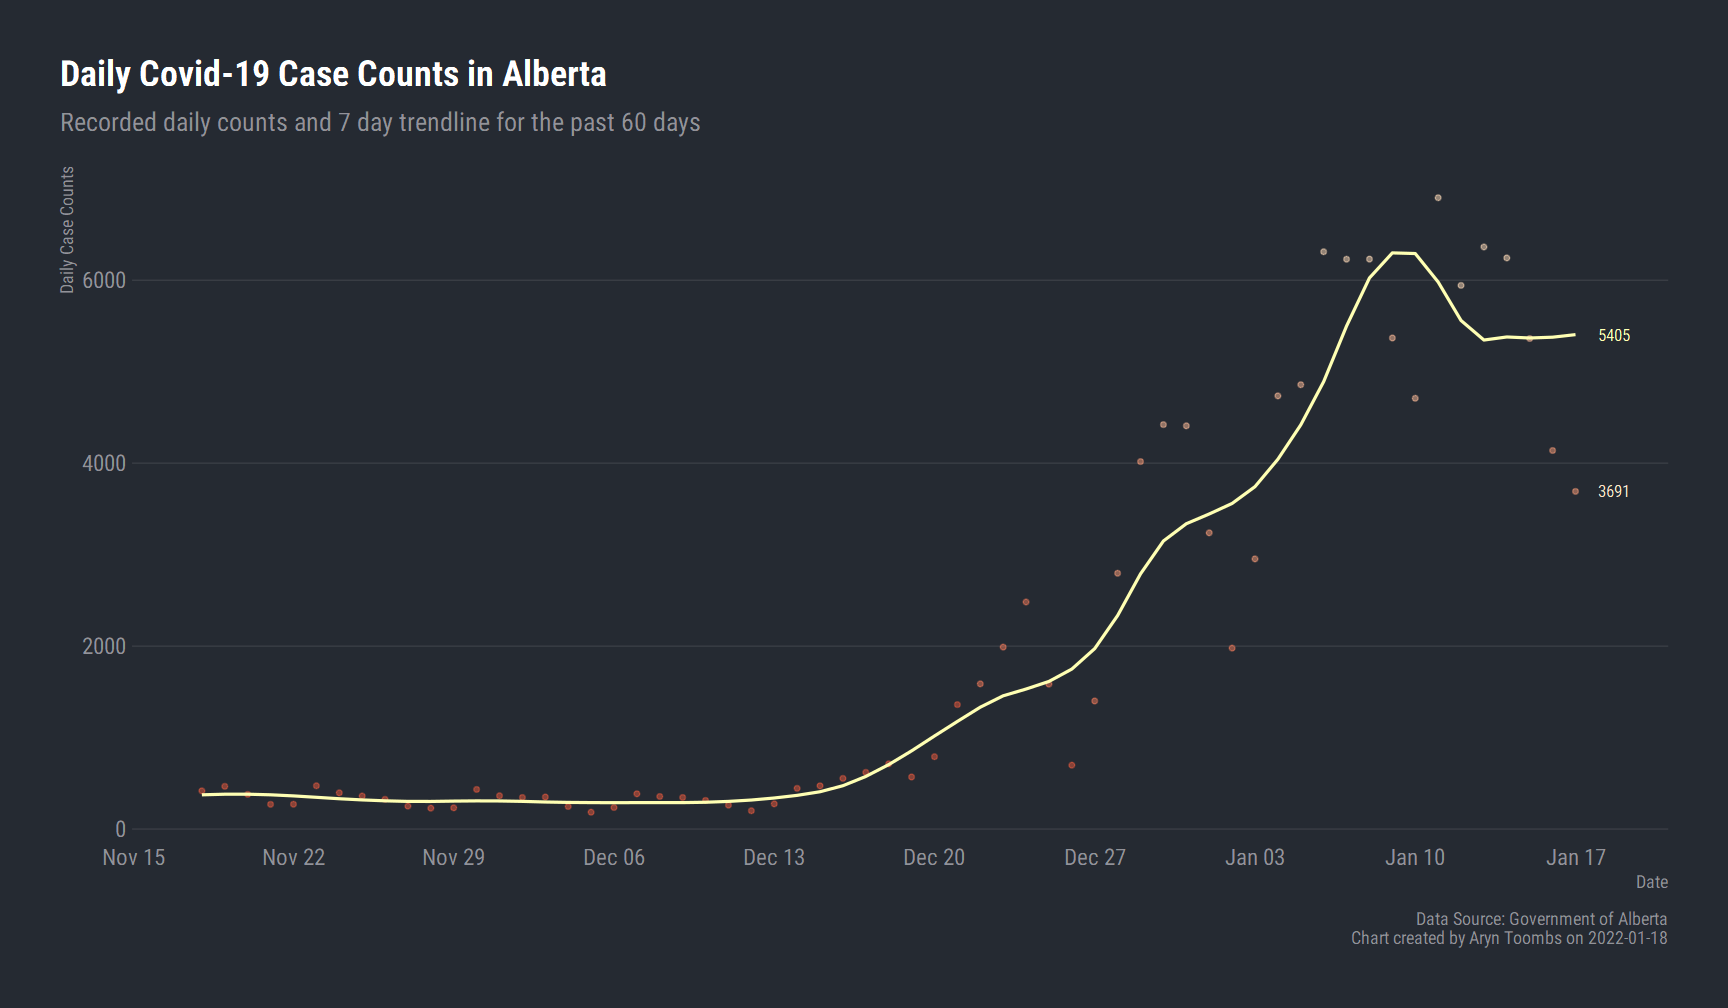 Daily Covid-19 Case Counts in Alberta
Recorded daily counts and 7 day trendline for the past 60 days
Daily Case Counts
6000
4000
2000
0
5405
3691
Nov 15 Nov 22 Nov 29 Dec 06 Dec 13 Dec 20 Dec 27 Jan 03 Jan 10 Jan 17
Date
Data Source: Government of Alberta
Chart created by Aryn Toombs on 2022-01-18